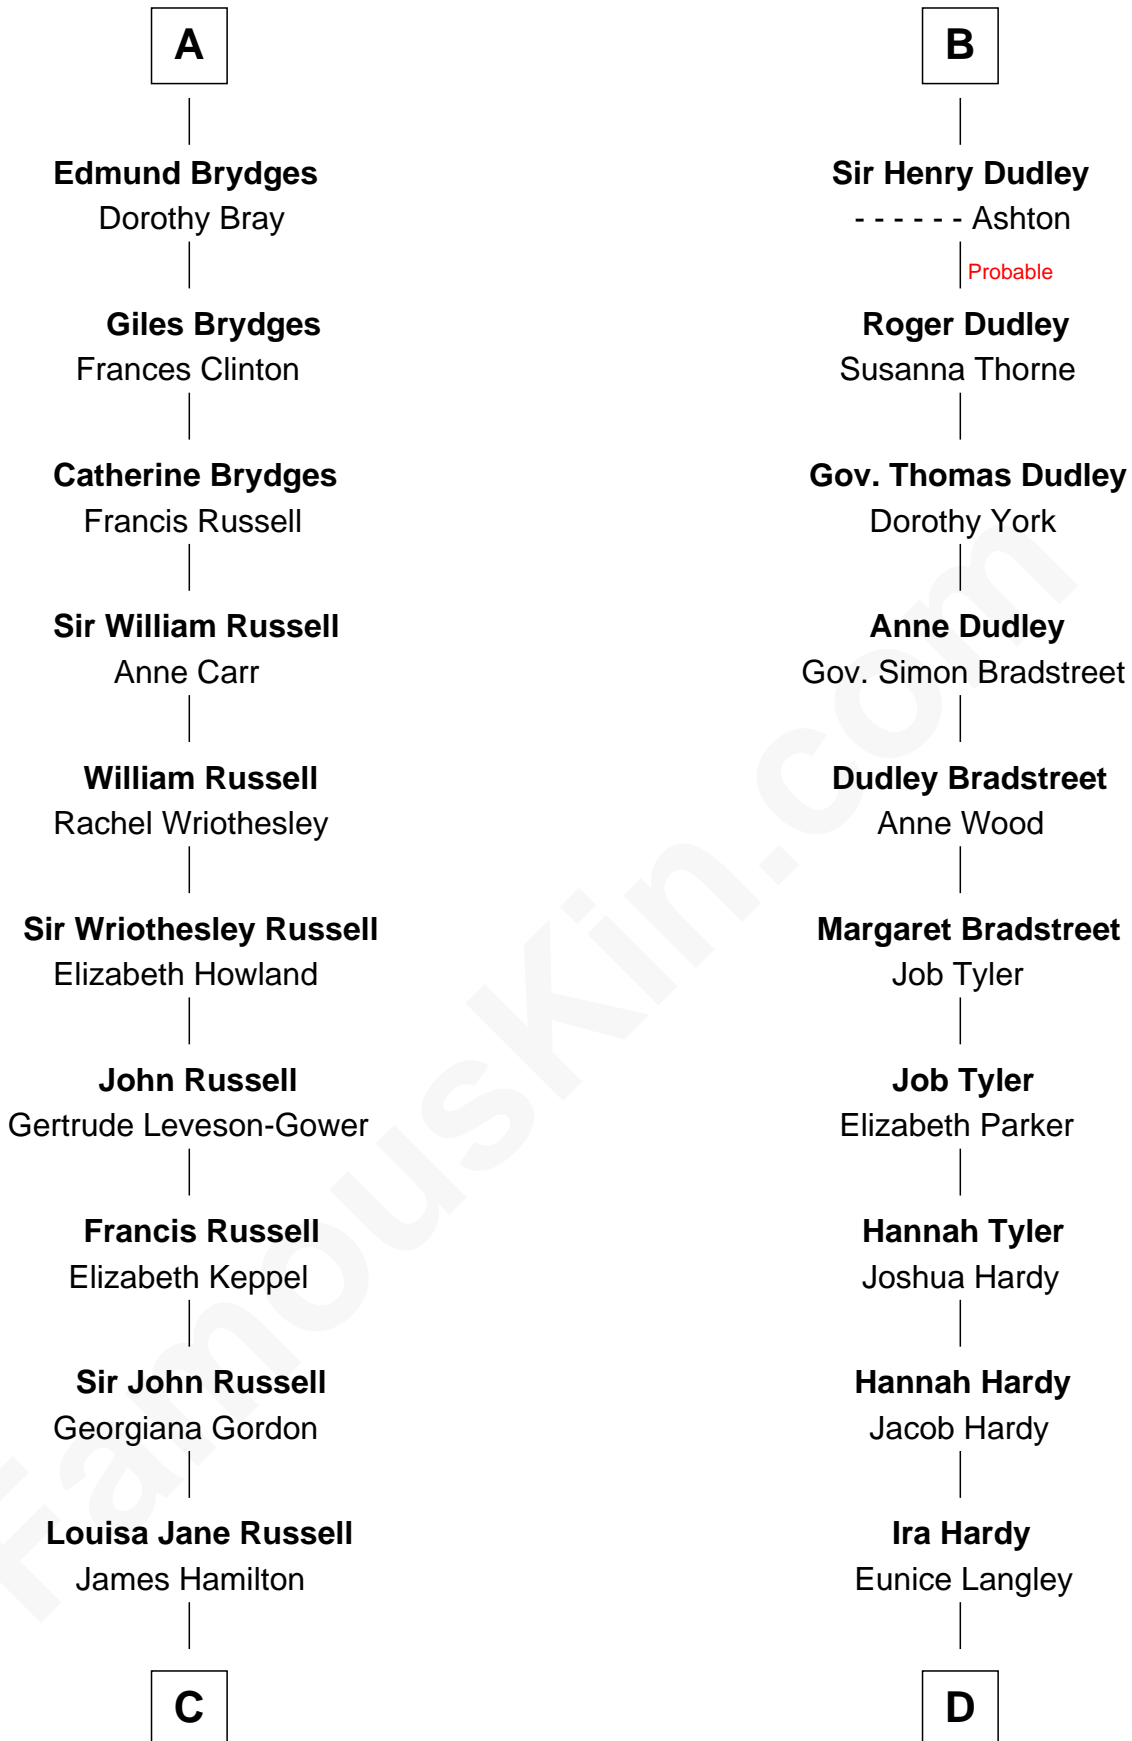 A
Edmund Brydges
Dorothy Bray
Giles Brydges
Frances Clinton
Catherine Brydges
Francis Russell
Sir William Russell
Anne Carr
William Russell
Rachel Wriothesley
Sir Wriothesley Russell
Elizabeth Howland
John Russell
Gertrude Leveson-Gower
Francis Russell
Elizabeth Keppel
Sir John Russell
Georgiana Gordon
Louisa Jane Russell
James Hamilton
C
B
Sir Henry Dudley
- - - - - - Ashton
Probable
Roger Dudley
Susanna Thorne
Gov. Thomas Dudley
Dorothy York
Anne Dudley
Gov. Simon Bradstreet
Dudley Bradstreet
Anne Wood
Margaret Bradstreet
Job Tyler
Job Tyler
Elizabeth Parker
Hannah Tyler
Joshua Hardy
Hannah Hardy
Jacob Hardy
Ira Hardy
Eunice Langley
D
FamousKin.com